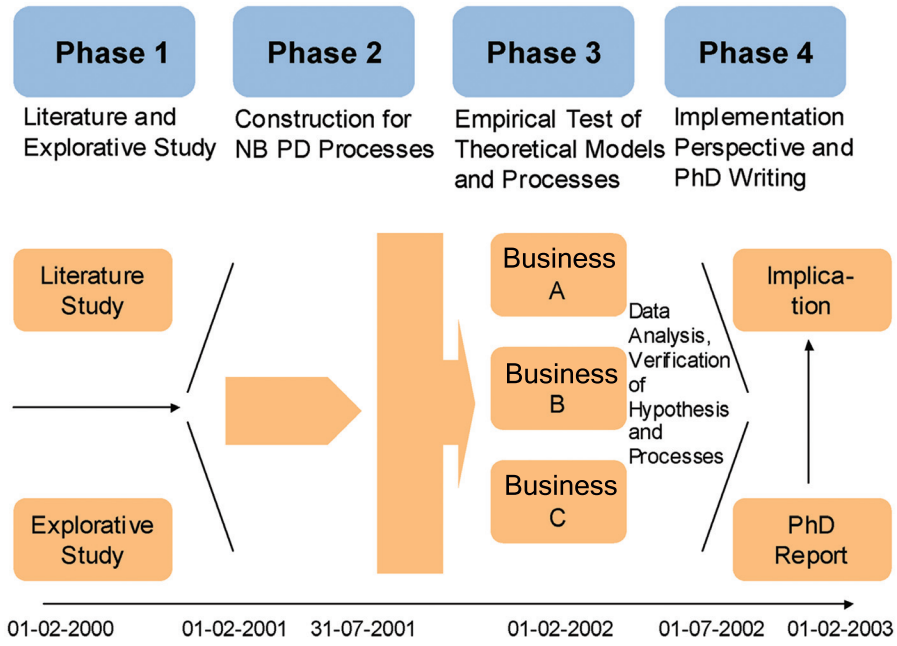 Phase 1
Phase 2
Phase 3
Phase 4
Literature and
Explorative Study
Construction for
NB PD Processes
Empirical Test of
Theoretical Models
and Processes
Implementation
Perspective and
PhD Writing
Literature
Study
Explorative
Study
Business
A
Business
B
Business
C
Data
Analysis,
Verification
of
Hypothesis
and
Processes
Implica-
tion
PhD
Report
01-02-2000
01-02-2001
31-07-2001
01-02-2002
01-07-2002
01-02-2003